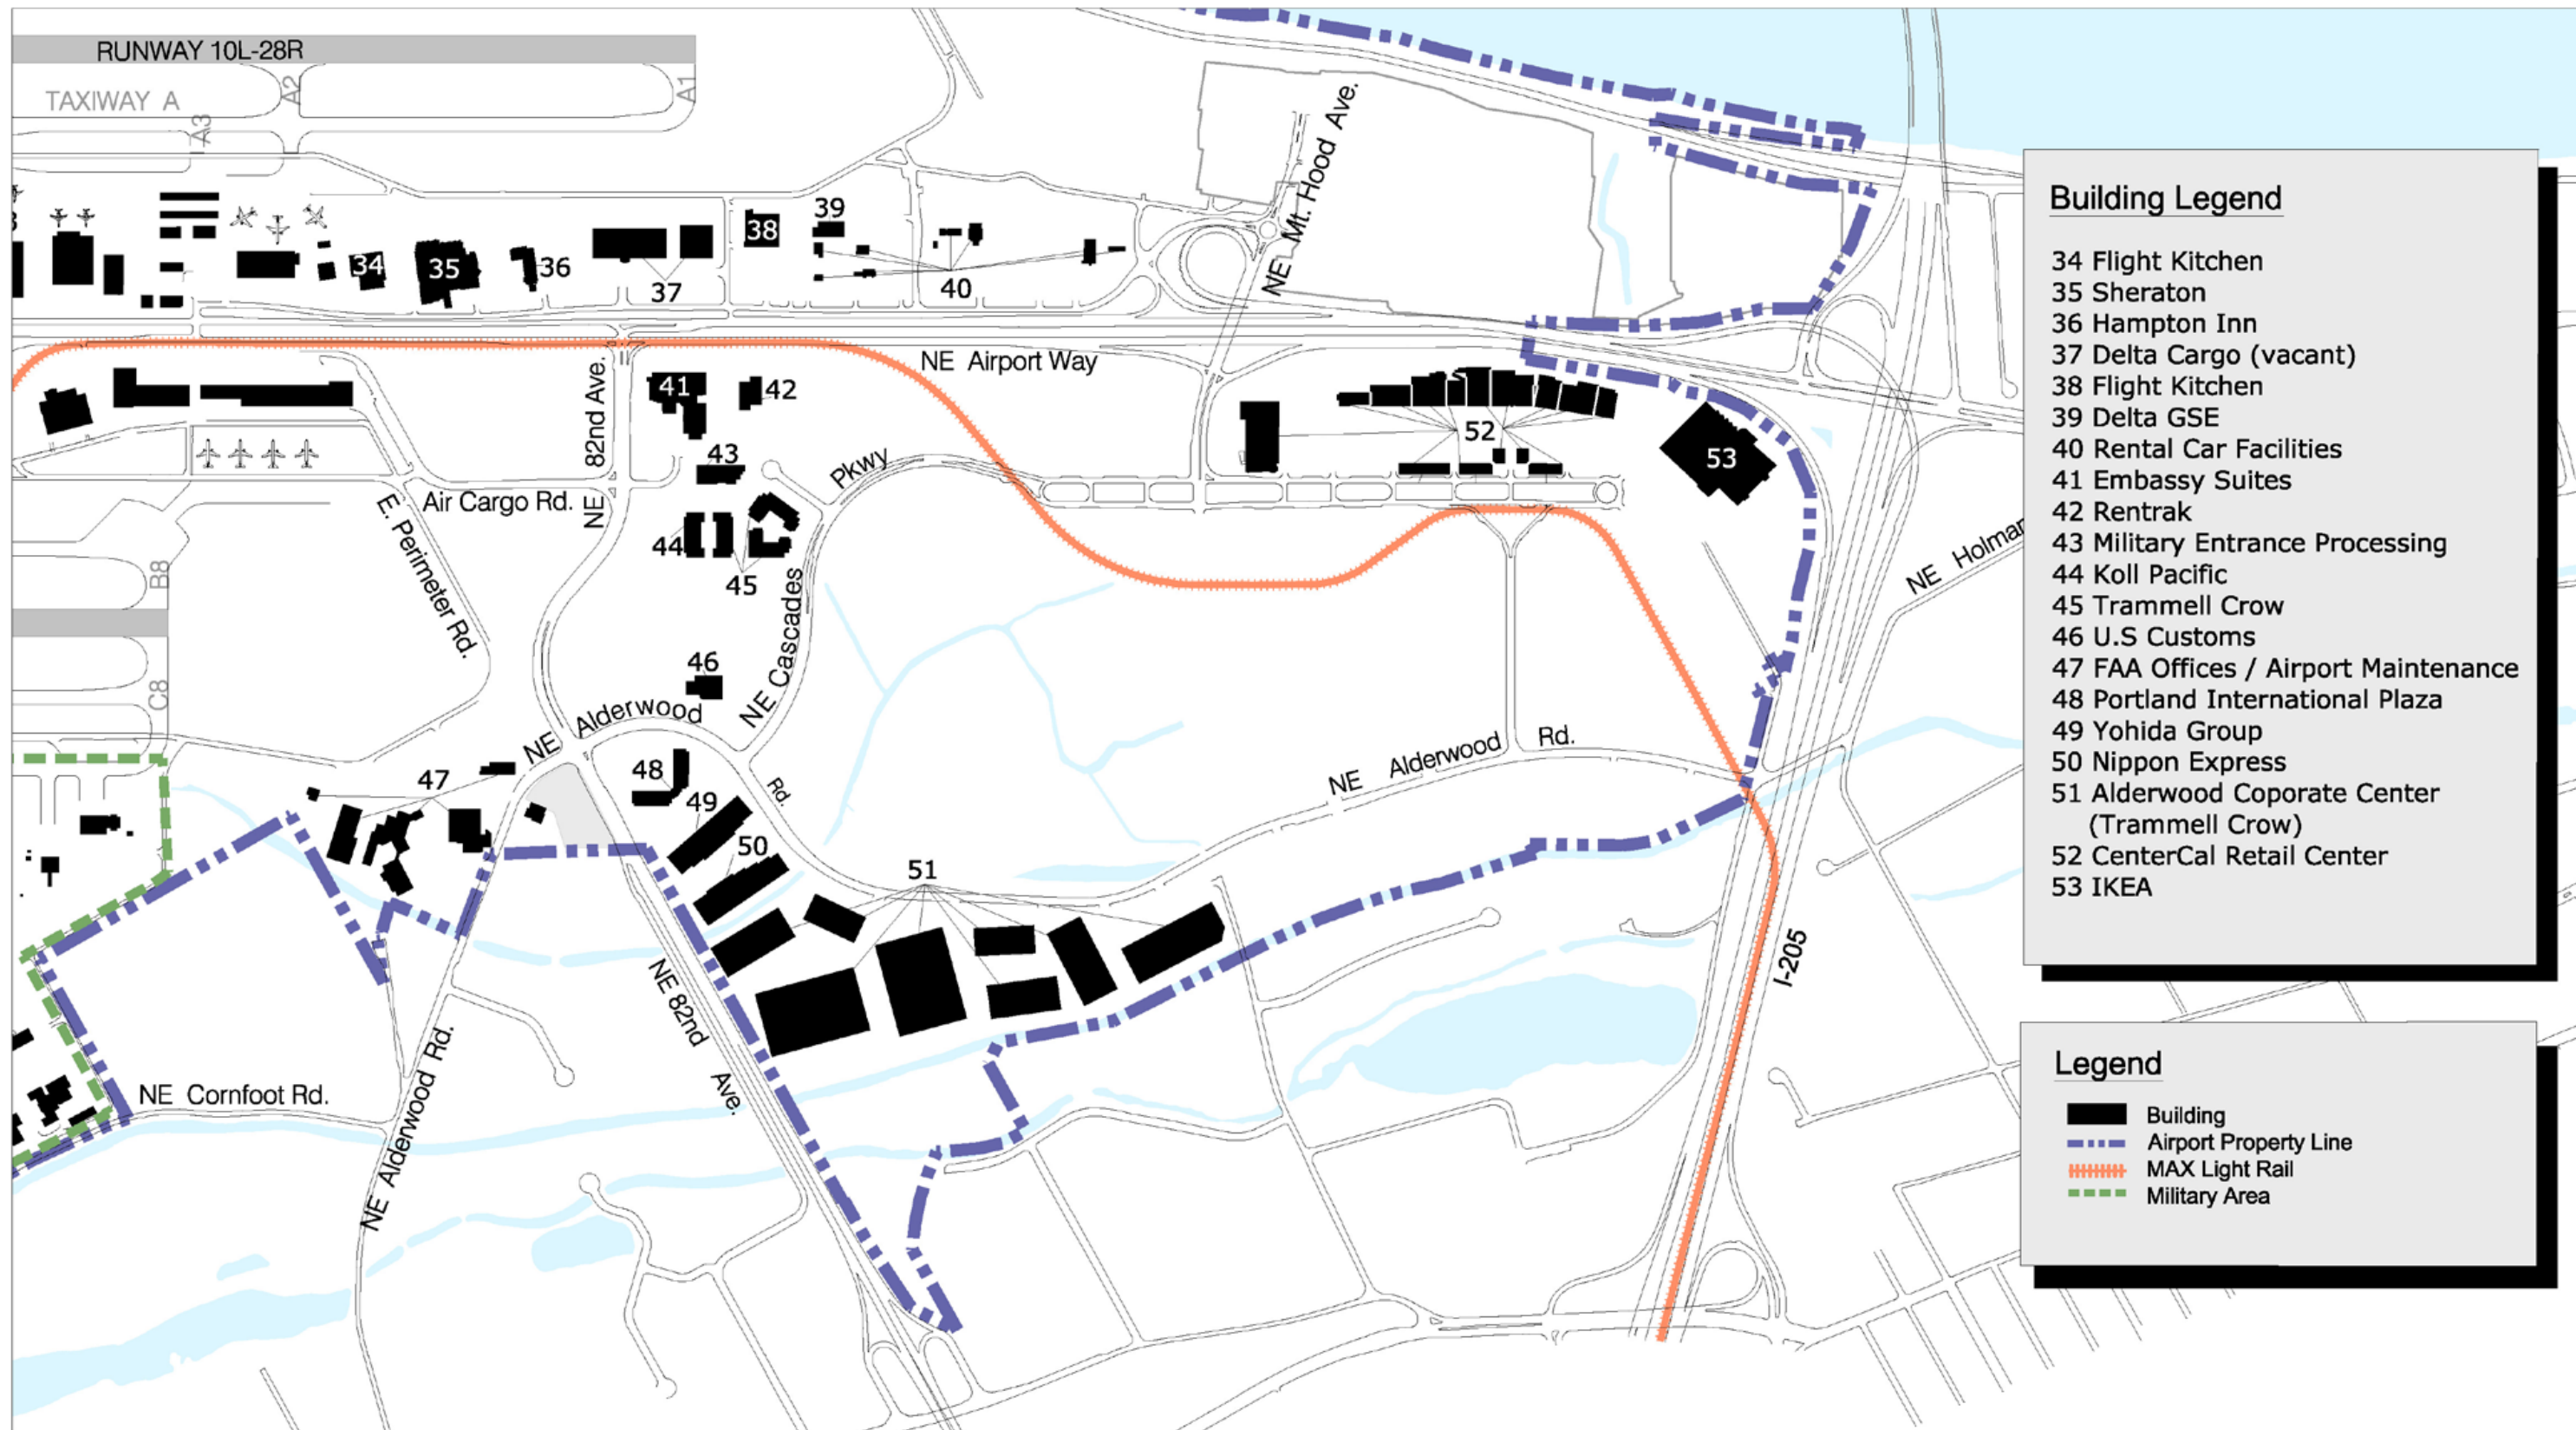 RUNWAY 10L-28R
TAXIWAY A
A2
A1
A3
NE Mt. Hood Ave.
34
35
36
37
38
39
40
NE Airport Way
NE 82nd Ave.
41
42
43
44
45
46
Air Cargo Rd.
E. Perimeter Rd.
NE Cascades Pkwy
52
53
NE Holman
B8
C8
NE Alderwood Rd.
47
48
49
50
51
NE Alderwood Rd.
NE 82nd Ave.
I-205
NE Cornfoot Rd.
NE Alderwood Rd.
Building Legend
34 Flight Kitchen
35 Sheraton
36 Hampton Inn
37 Delta Cargo (vacant)
38 Flight Kitchen
39 Delta GSE
40 Rental Car Facilities
41 Embassy Suites
42 Rentrak
43 Military Entrance Processing
44 Koll Pacific
45 Trammell Crow
46 U.S Customs
47 FAA Offices / Airport Maintenance
48 Portland International Plaza
49 Yohida Group
50 Nippon Express
51 Alderwood Coporate Center
(Trammell Crow)
52 CenterCal Retail Center
53 IKEA
Legend
Building
Airport Property Line
MAX Light Rail
Military Area